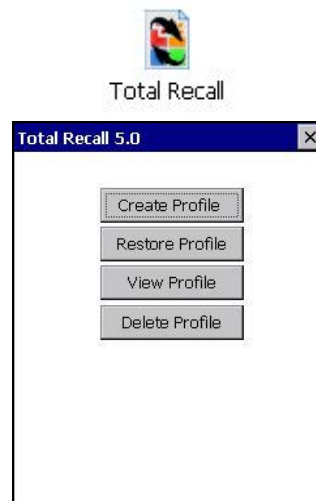 Total Recall
Total Recall 5.0
Create Profile
Restore Profile
View Profile
Delete Profile